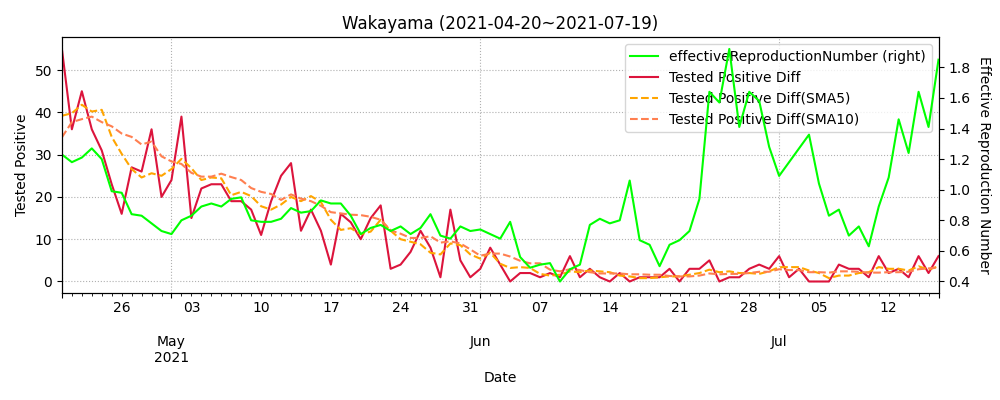 Wakayama (2021-04-20~2021-07-19)
effectiveReproductionNumber (right)
Tested Positive Diff
Tested Positive Diff(SMA5)
Tested Positive Diff(SMA10)
Tested Positive
50
40
30
20
10
0
Effective Reproduction Number
1.8
1.6
1.4
1.2
1.0
0.8
0.6
0.4
26 03 10 17 24 31 07 14 21 28 05 12
May Jun Jul
2021
Date